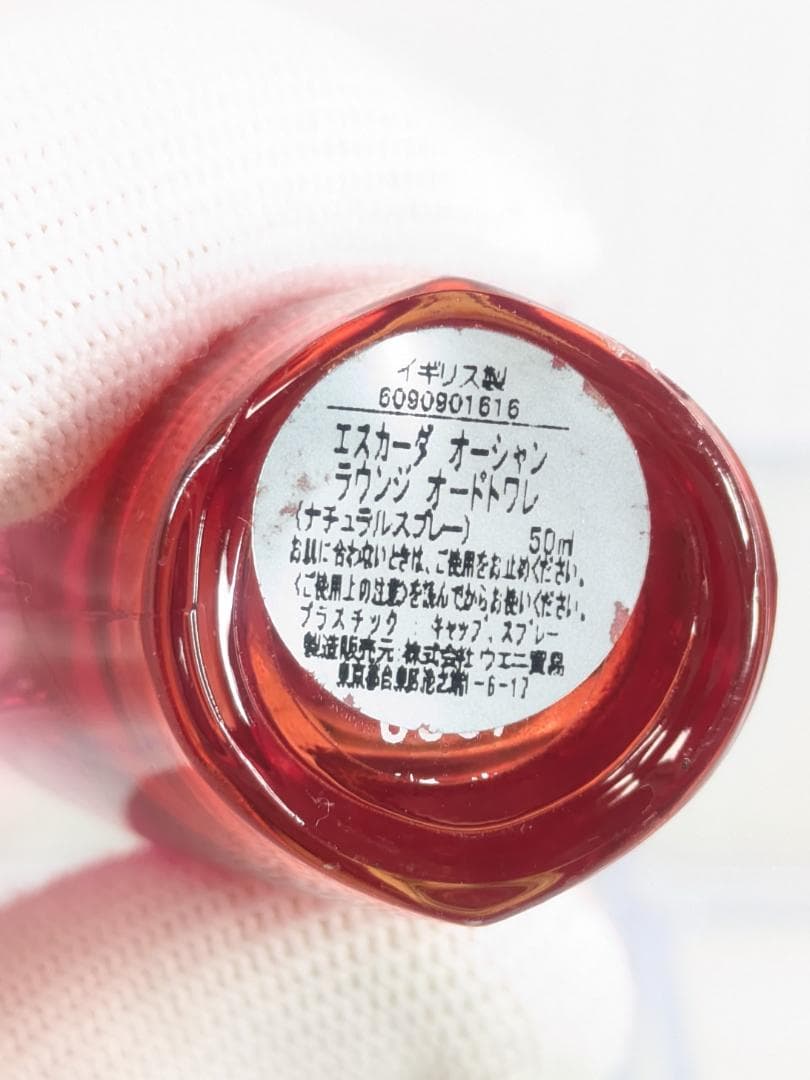 イギリス製
6090901616
エスカーダ オーシャン
ラウンジ オードトワレ
(ナチュラルスプレー) 50ml
お肌に合わないときは、ご使用をお止めください。
〈ご使用上の注意〉を読んでからお使いください。
プラスチック : キャップ、スプレー
製造販売元 株式会社 ウエニ貿易
東京都台東区池之端1-6-17